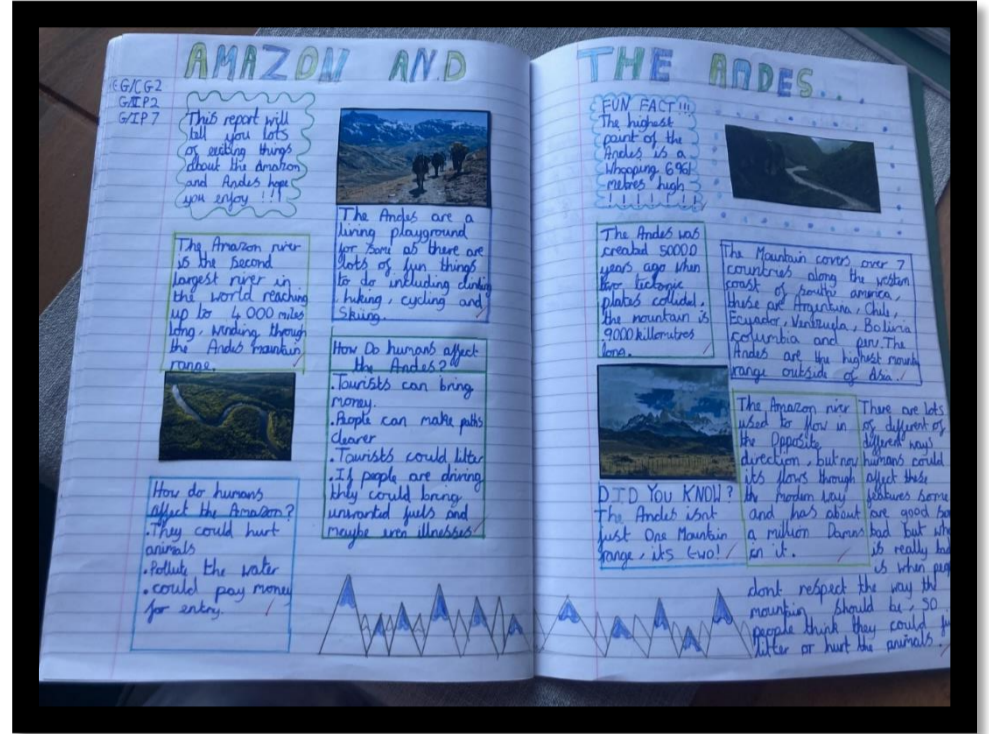 AMAZON AND THE ANDES....
G/CG2
G/IP2
G/IP7
This report will
tell you lots
of exciting things
about the Amazon
and Andes hope
you enjoy !!!
The Amazon river
is the second
largest river in
the world reaching
up to 4 000 miles
long, winding through
the Andes mountain
range.
How do humans
affect the Amazon?
.They could hurt
animals
.Pollute the water
.could pay money
for entry.
The Andes are a
living playground
for some as there are
lots of fun things
to do including climbing
hiking, cycling and
Skiing.
How Do humans affect
the Andes?
.Tourists can bring
money.
.People can make paths
clearer
.Tourists could litter
.If people are driving
they could bring
unwanted fuels and
maybe even illnesses
FUN FACT!!!
The highest
point of the
Andes is a
whopping 6961
metres high
! ! ! ! ! ! !
The Andes was
created 50000
years ago when
two tectonic
plates collided.
the mountain is
9000 killometres
long.
DID YOU KNOW?
The Andes isnt
just One Mountain
range, its two!
The Mountain covers over 7
countries along the western
coast of south america,
these are Argentina, Chile,
Ecuador, Venezuela, Bolivia
columbia and peru. The
Andes are the highest mountain
range outside of Asia.
The Amazon river
used to flow in
the Opposite
direction, but now
its flows through
the modern way
and has about
a million Dams
in it.
There are lots
of different of
different ways
humans could
affect these
features some
are good some
bad but what
is really bad
is when people
dont respect the way the
mountain should be, so
people think they could just
litter or hurt the animals.